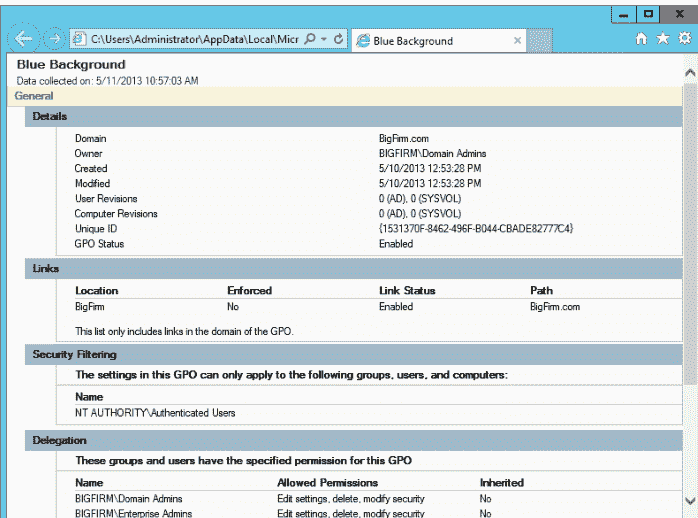 C:\Users\Administrator\AppData\Local\Micr
Blue Background
Blue Background
Data collected on: 5/11/2013 10:57:03 AM
General
Details
Domain BigFirm.com
Owner BIGFIRM\Domain Admins
Created 5/10/2013 12:53:28 PM
Modified 5/10/2013 12:53:28 PM
User Revisions 0 (AD), 0 (SYSVOL)
Computer Revisions 0 (AD), 0 (SYSVOL)
Unique ID {1531370F-8462-496F-B044-CBADE82777C4}
GPO Status Enabled
Links
Location Enforced Link Status Path
BigFirm No Enabled BigFirm.com
This list only includes links in the domain of the GPO.
Security Filtering
The settings in this GPO can only apply to the following groups, users, and computers:
Name
NT AUTHORITY\Authenticated Users
Delegation
These groups and users have the specified permission for this GPO
Name Allowed Permissions Inherited
BIGFIRM\Domain Admins Edit settings, delete, modify security No
BIGFIRM\Enterprise Admins Edit settings, delete, modify security No